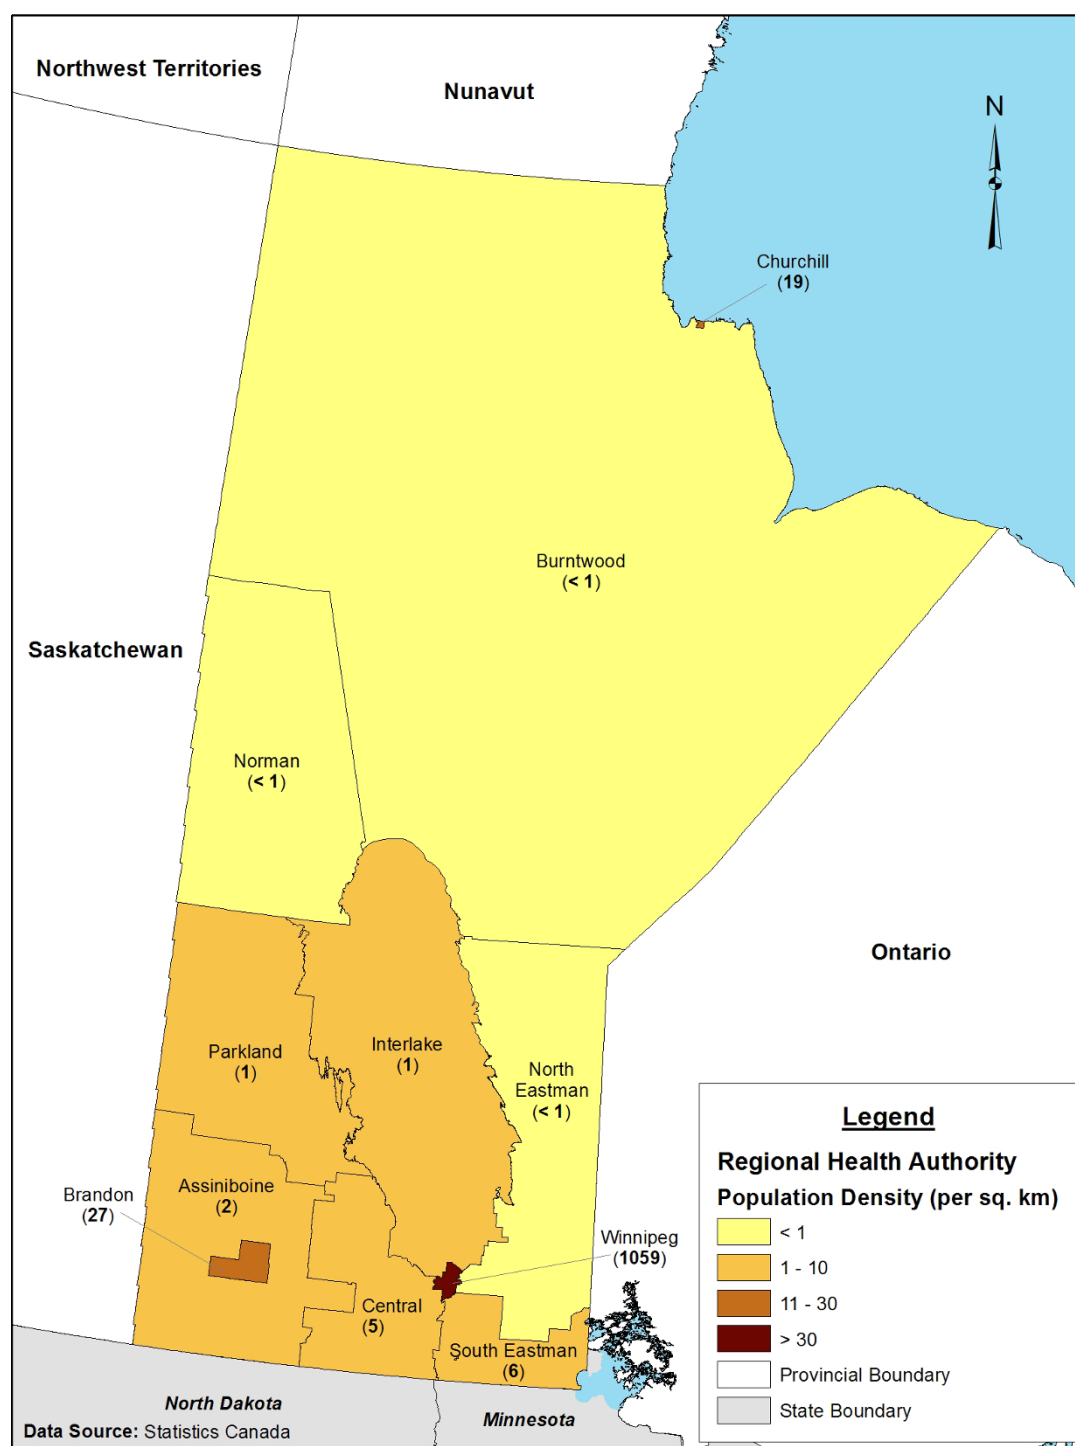 Northwest Territories
Nunavut
N
Churchill
(19)
Burntwood
(< 1)
Saskatchewan
Norman
(< 1)
Ontario
Parkland
(1)
Interlake
(1)
North
Eastman
(< 1)
Assiniboine
(2)
Brandon
(27)
Winnipeg
(1059)
Central
(5)
South Eastman
(6)
North Dakota
Minnesota
Data Source: Statistics Canada
Legend
Regional Health Authority
Population Density (per sq. km)
< 1
1 - 10
11 - 30
> 30
Provincial Boundary
State Boundary